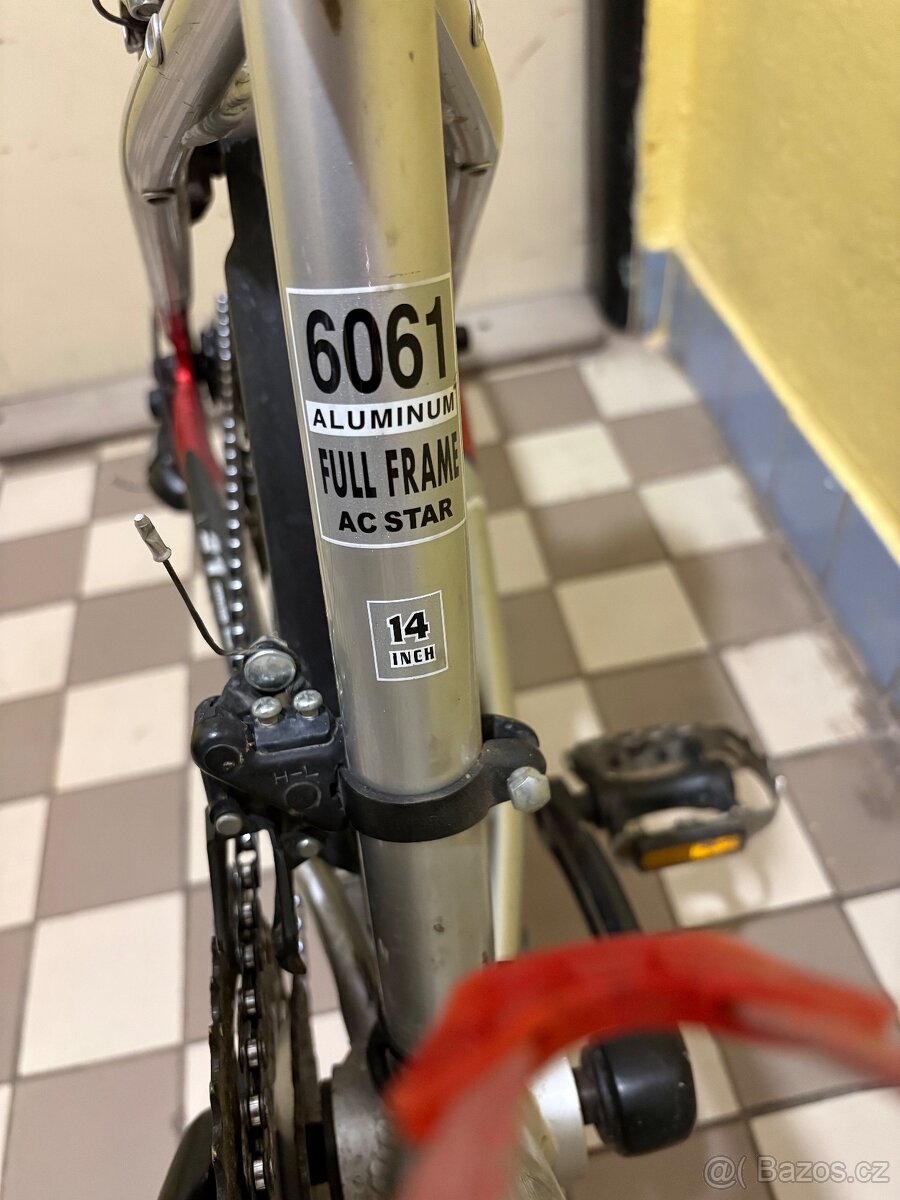 6061
ALUMINUM
FULL FRAME
AC STAR
14
INCH
H-L
@( Bazos.cz